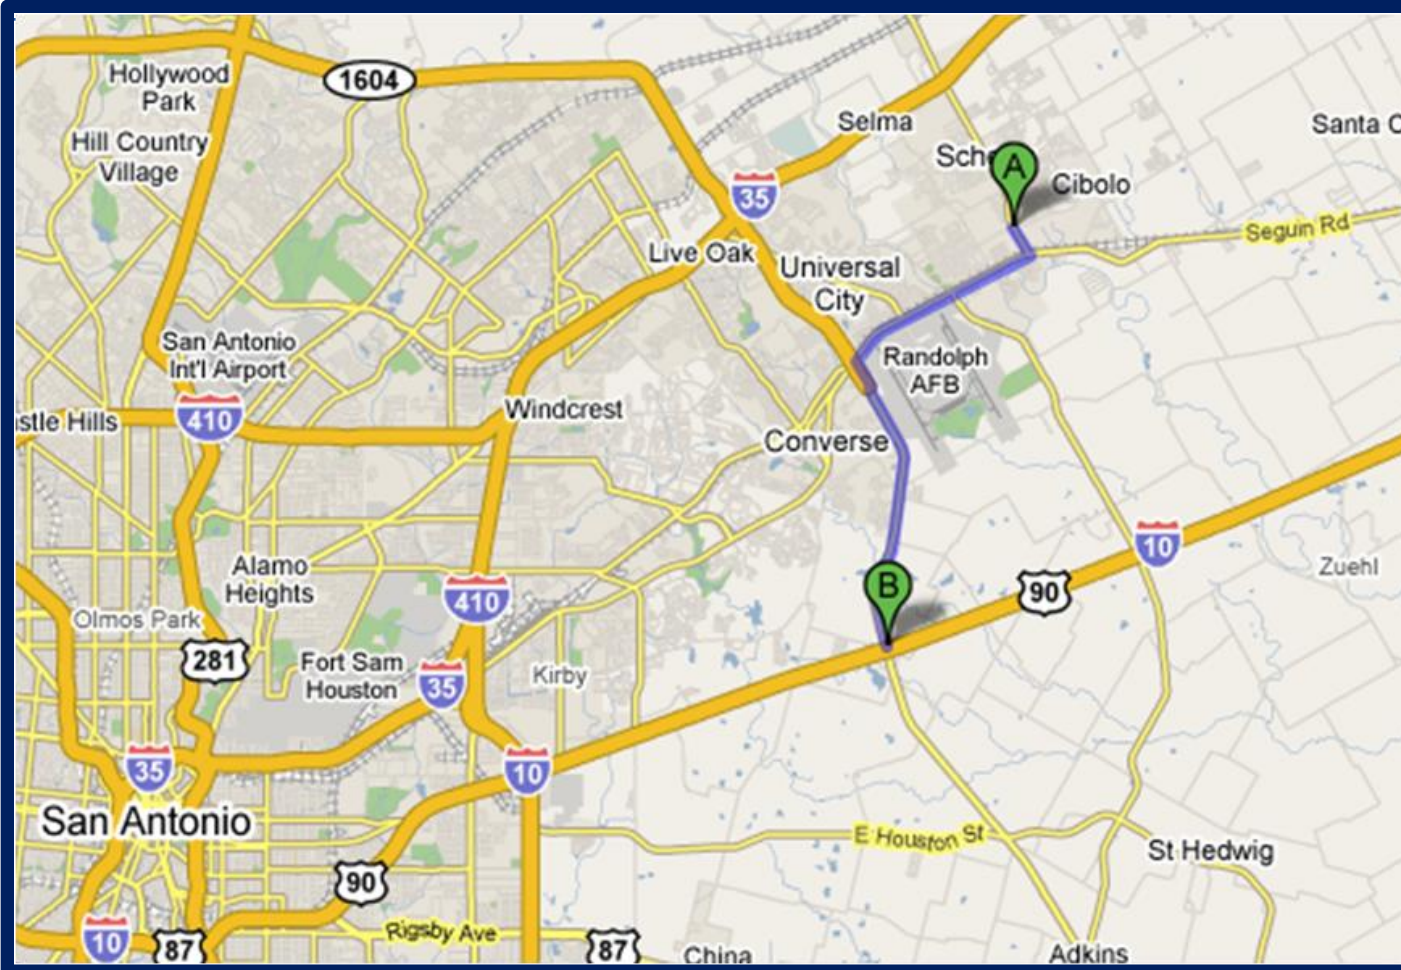 Hollywood
Park
1604
Hill Country
Village
Selma
Santa C
Sch
A
Cibolo
35
Seguin Rd
Live Oak
Universal
City
San Antonio
Int'l Airport
Randolph
AFB
410
stle Hills
Windcrest
Converse
10
90
Zuehl
Alamo
Heights
B
410
Olmos Park
281
Fort Sam
Houston
35
Kirby
35
10
San Antonio
E Houston St
St Hedwig
90
Rigsby Ave
10
87
87
China
Adkins